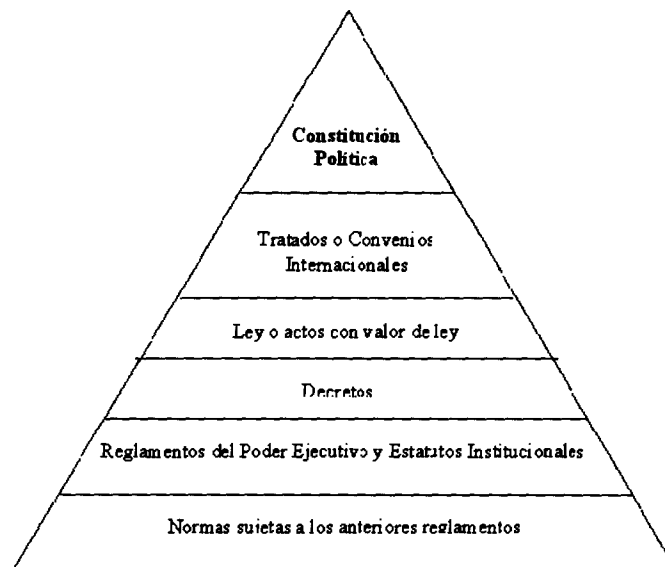 Constitución
Política
Tratados o Convenios
Internacionales
Ley o actos con valor de ley
Decretos
Reglamentos del Poder Ejecutivo y Estatutos Institucionales
Normas sujetas a los anteriores reglamentos